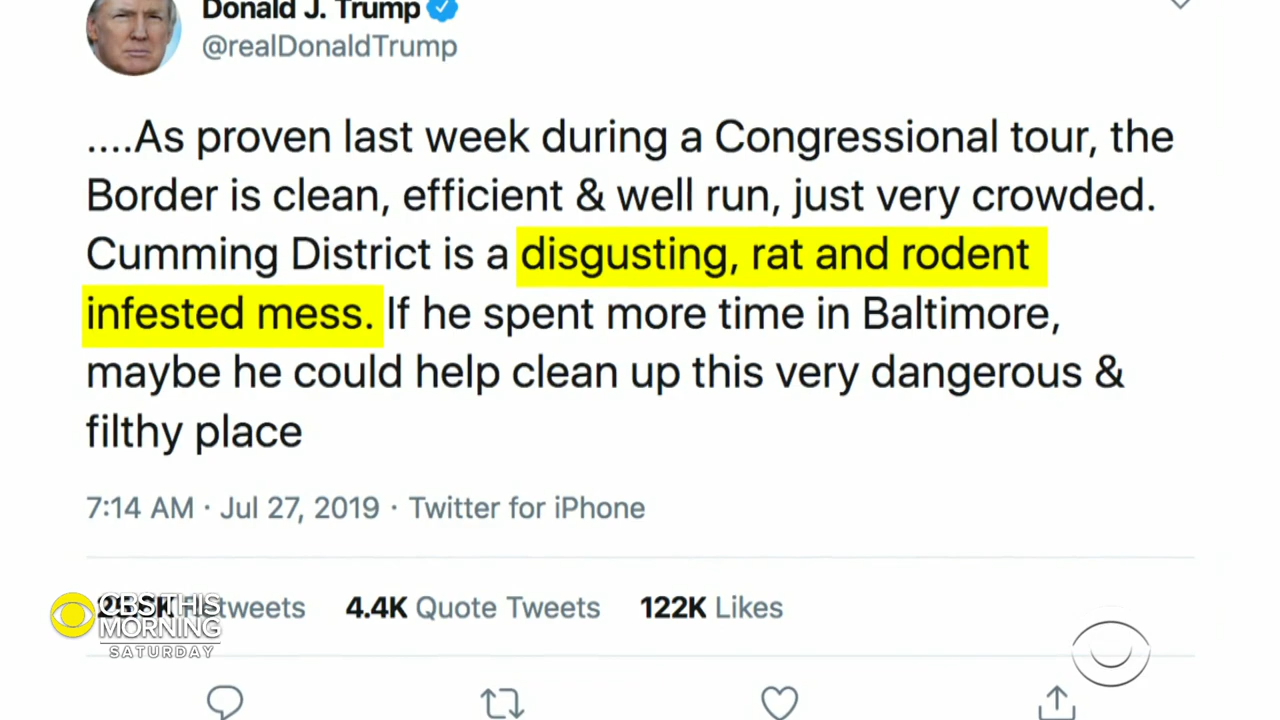 Donald J. Trump
@realDonaldTrump
....As proven last week during a Congressional tour, the
Border is clean, efficient & well run, just very crowded.
Cumming District is a disgusting, rat and rodent
infested mess. If he spent more time in Baltimore,
maybe he could help clean up this very dangerous &
filthy place
7:14 AM · Jul 27, 2019 · Twitter for iPhone
4.4K Quote Tweets 122K Likes
CBS THIS
MORNING
SATURDAY